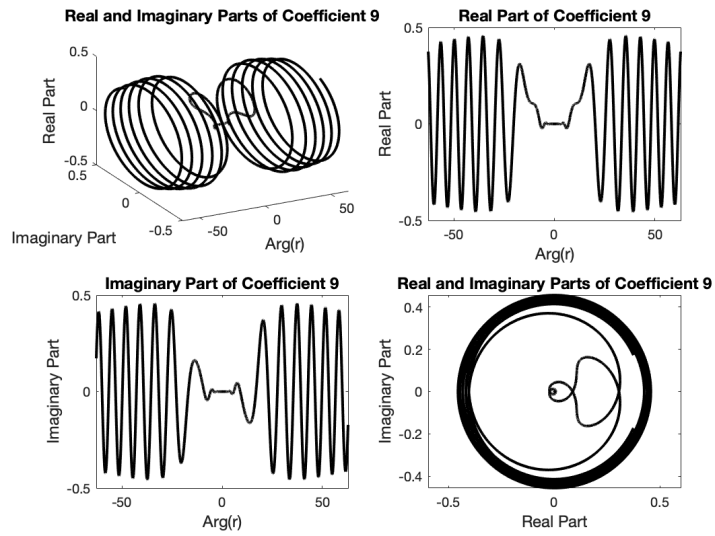 Real and Imaginary Parts of Coefficient 9
0.5
0
-0.5
Real Part
0.5
0
-0.5
Imaginary Part
-50
0
50
Arg(r)
Real Part of Coefficient 9
0.5
0
-0.5
Real Part
-50
0
50
Arg(r)
Imaginary Part of Coefficient 9
0.5
0
-0.5
Imaginary Part
-50
0
50
Arg(r)
Real and Imaginary Parts of Coefficient 9
0.4
0.2
0
-0.2
-0.4
Imaginary Part
-0.5
0
0.5
Real Part